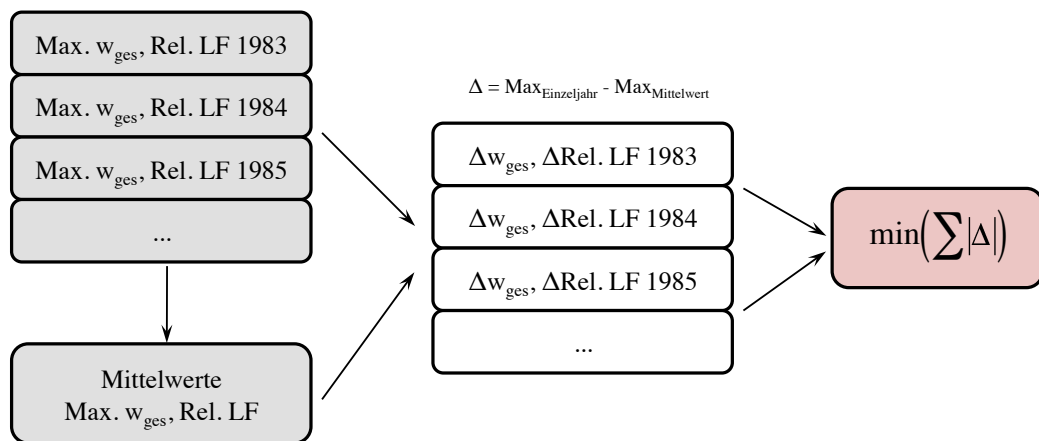 Max. w_ges, Rel. LF 1983
Max. w_ges, Rel. LF 1984
Max. w_ges, Rel. LF 1985
...
Mittelwerte
Max. w_ges, Rel. LF
Δ = Max_Einzeljahr - Max_Mittelwert
Δw_ges, ΔRel. LF 1983
Δw_ges, ΔRel. LF 1984
Δw_ges, ΔRel. LF 1985
...
min(∑|Δ|)